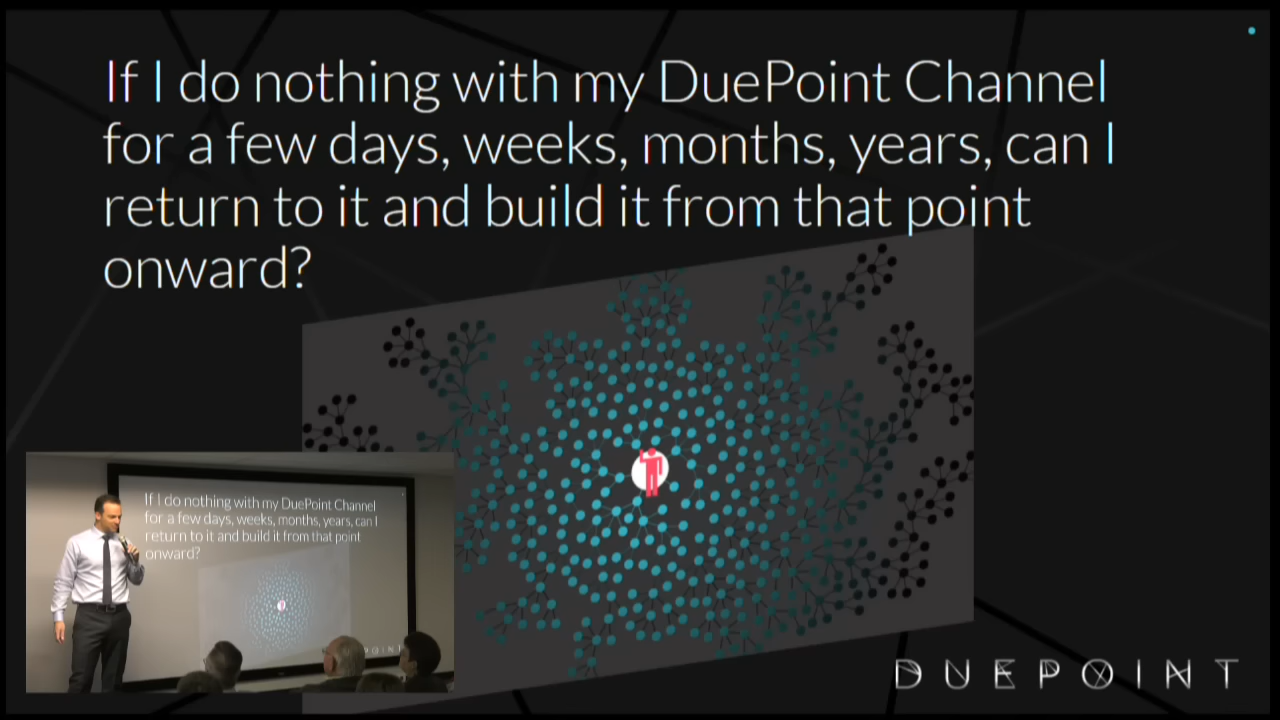 If I do nothing with my DuePoint Channel
for a few days, weeks, months, years, can I
return to it and build it from that point
onward?
If I do nothing with my DuePoint Channel
for a few days, weeks, months, years, can I
return to it and build it from that point
onward?
POINT
DUEPOINT